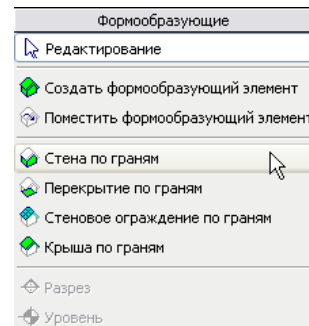 Формообразующие
Редактирование
Создать формообразующий элемент
Поместить формообразующий элемент
Стена по граням
Перекрытие по граням
Стеновое ограждение по граням
Крыша по граням
Разрез
Уровень